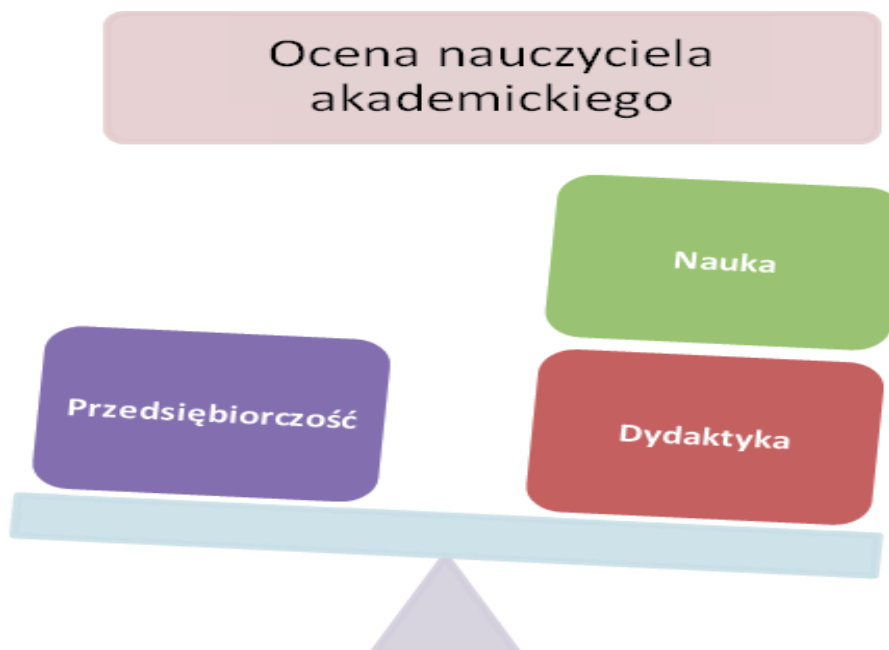 Ocena nauczyciela
akademickiego
Nauka
Przedsiębiorczość
Dydaktyka